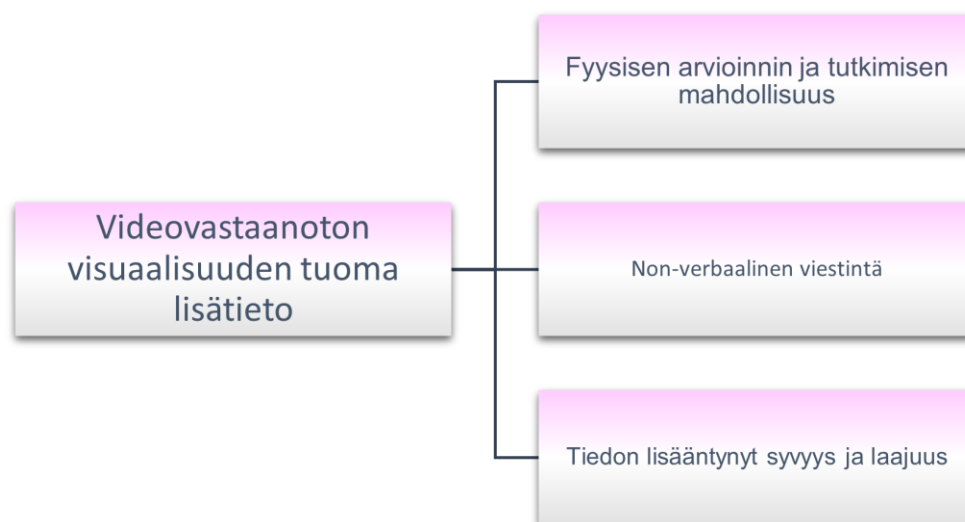 Fyysisen arvioinnin ja tutkimisen
mahdollisuus
Videovastaanoton
visuaalisuuden tuoma
lisätieto
Non-verbaalinen viestintä
Tiedon lisääntynyt syvyys ja laajuus